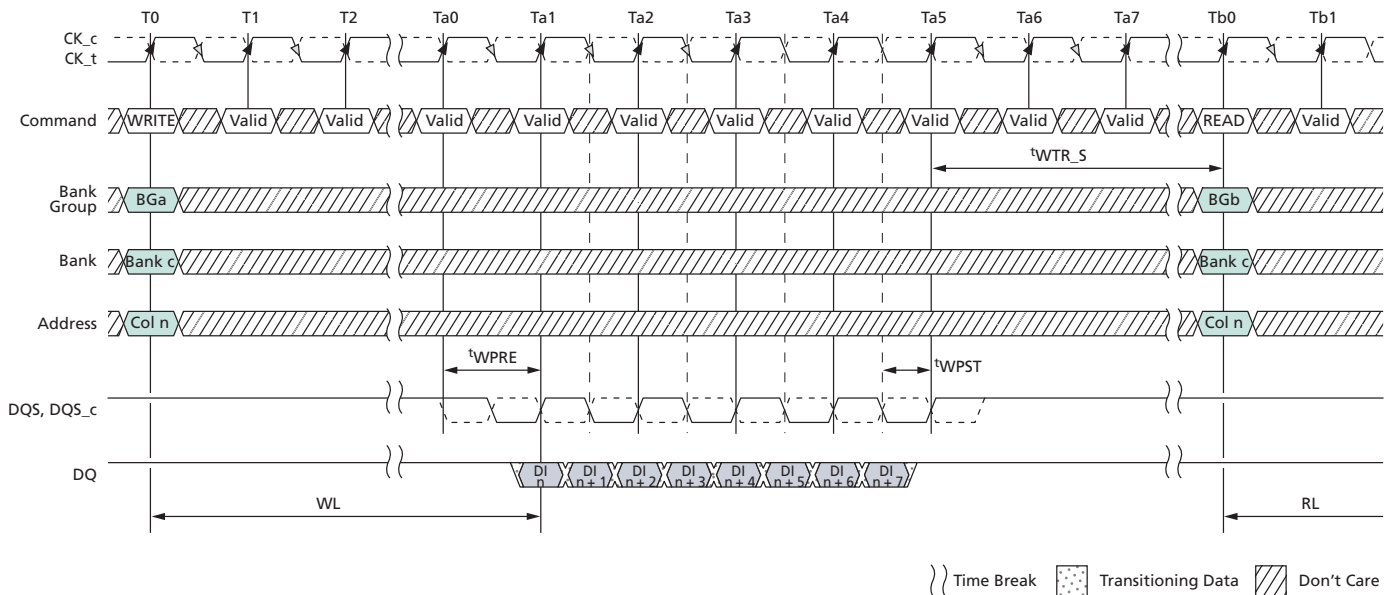 T0 T1 T2 Ta0 Ta1 Ta2 Ta3 Ta4 Ta5 Ta6 Ta7 Tb0 Tb1
CK_c
CK_t
Command WRITE Valid Valid Valid Valid Valid Valid Valid Valid Valid Valid READ Valid
tWTR_S
Bank Group BGa BGb
Bank Bank c Bank c
Address Col n Col n
tWPRE tWPST
DQS, DQS_c
DQ DI n DI n + 1 DI n + 2 DI n + 3 DI n + 4 DI n + 5 DI n + 6 DI n + 7
WL RL
Time Break Transitioning Data Don’t Care